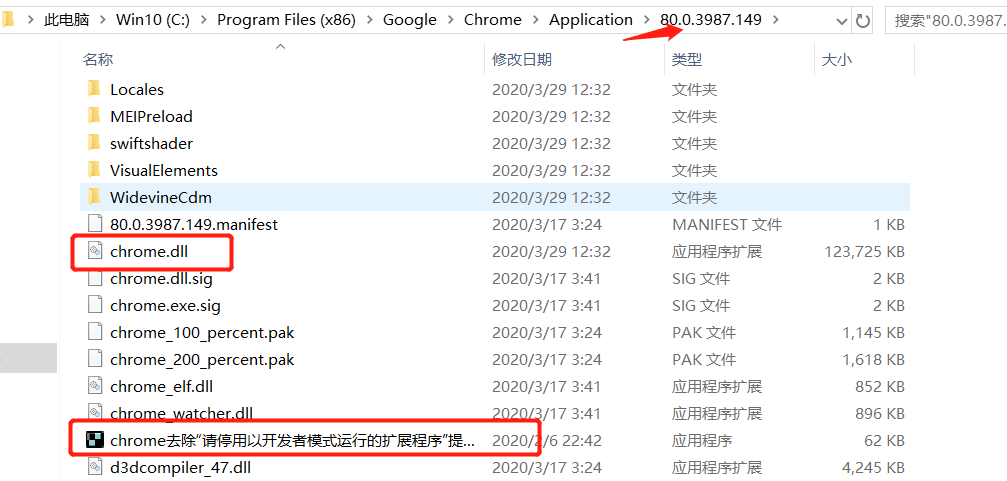 此电脑 > Win10 (C:) > Program Files (x86) > Google > Chrome > Application > 80.0.3987.149 > 搜索"80.0.3987.
名称 修改日期 类型 大小
Locales 2020/3/29 12:32 文件夹
MEIPreload 2020/3/29 12:32 文件夹
swiftshader 2020/3/29 12:32 文件夹
VisualElements 2020/3/29 12:32 文件夹
WidevineCdm 2020/3/29 12:32 文件夹
80.0.3987.149.manifest 2020/3/17 3:24 MANIFEST 文件 1 KB
chrome.dll 2020/3/29 12:32 应用程序扩展 123,725 KB
chrome.dll.sig 2020/3/17 3:41 SIG 文件 2 KB
chrome.exe.sig 2020/3/17 3:41 SIG 文件 2 KB
chrome_100_percent.pak 2020/3/17 3:24 PAK 文件 1,145 KB
chrome_200_percent.pak 2020/3/17 3:24 PAK 文件 1,618 KB
chrome_elf.dll 2020/3/17 3:41 应用程序扩展 852 KB
chrome_watcher.dll 2020/3/17 3:41 应用程序扩展 896 KB
chrome去除“请停用以开发者模式运行的扩展程序”提... 2020/2/6 22:42 应用程序 62 KB
d3dcompiler_47.dll 2020/3/17 3:24 应用程序扩展 4,245 KB